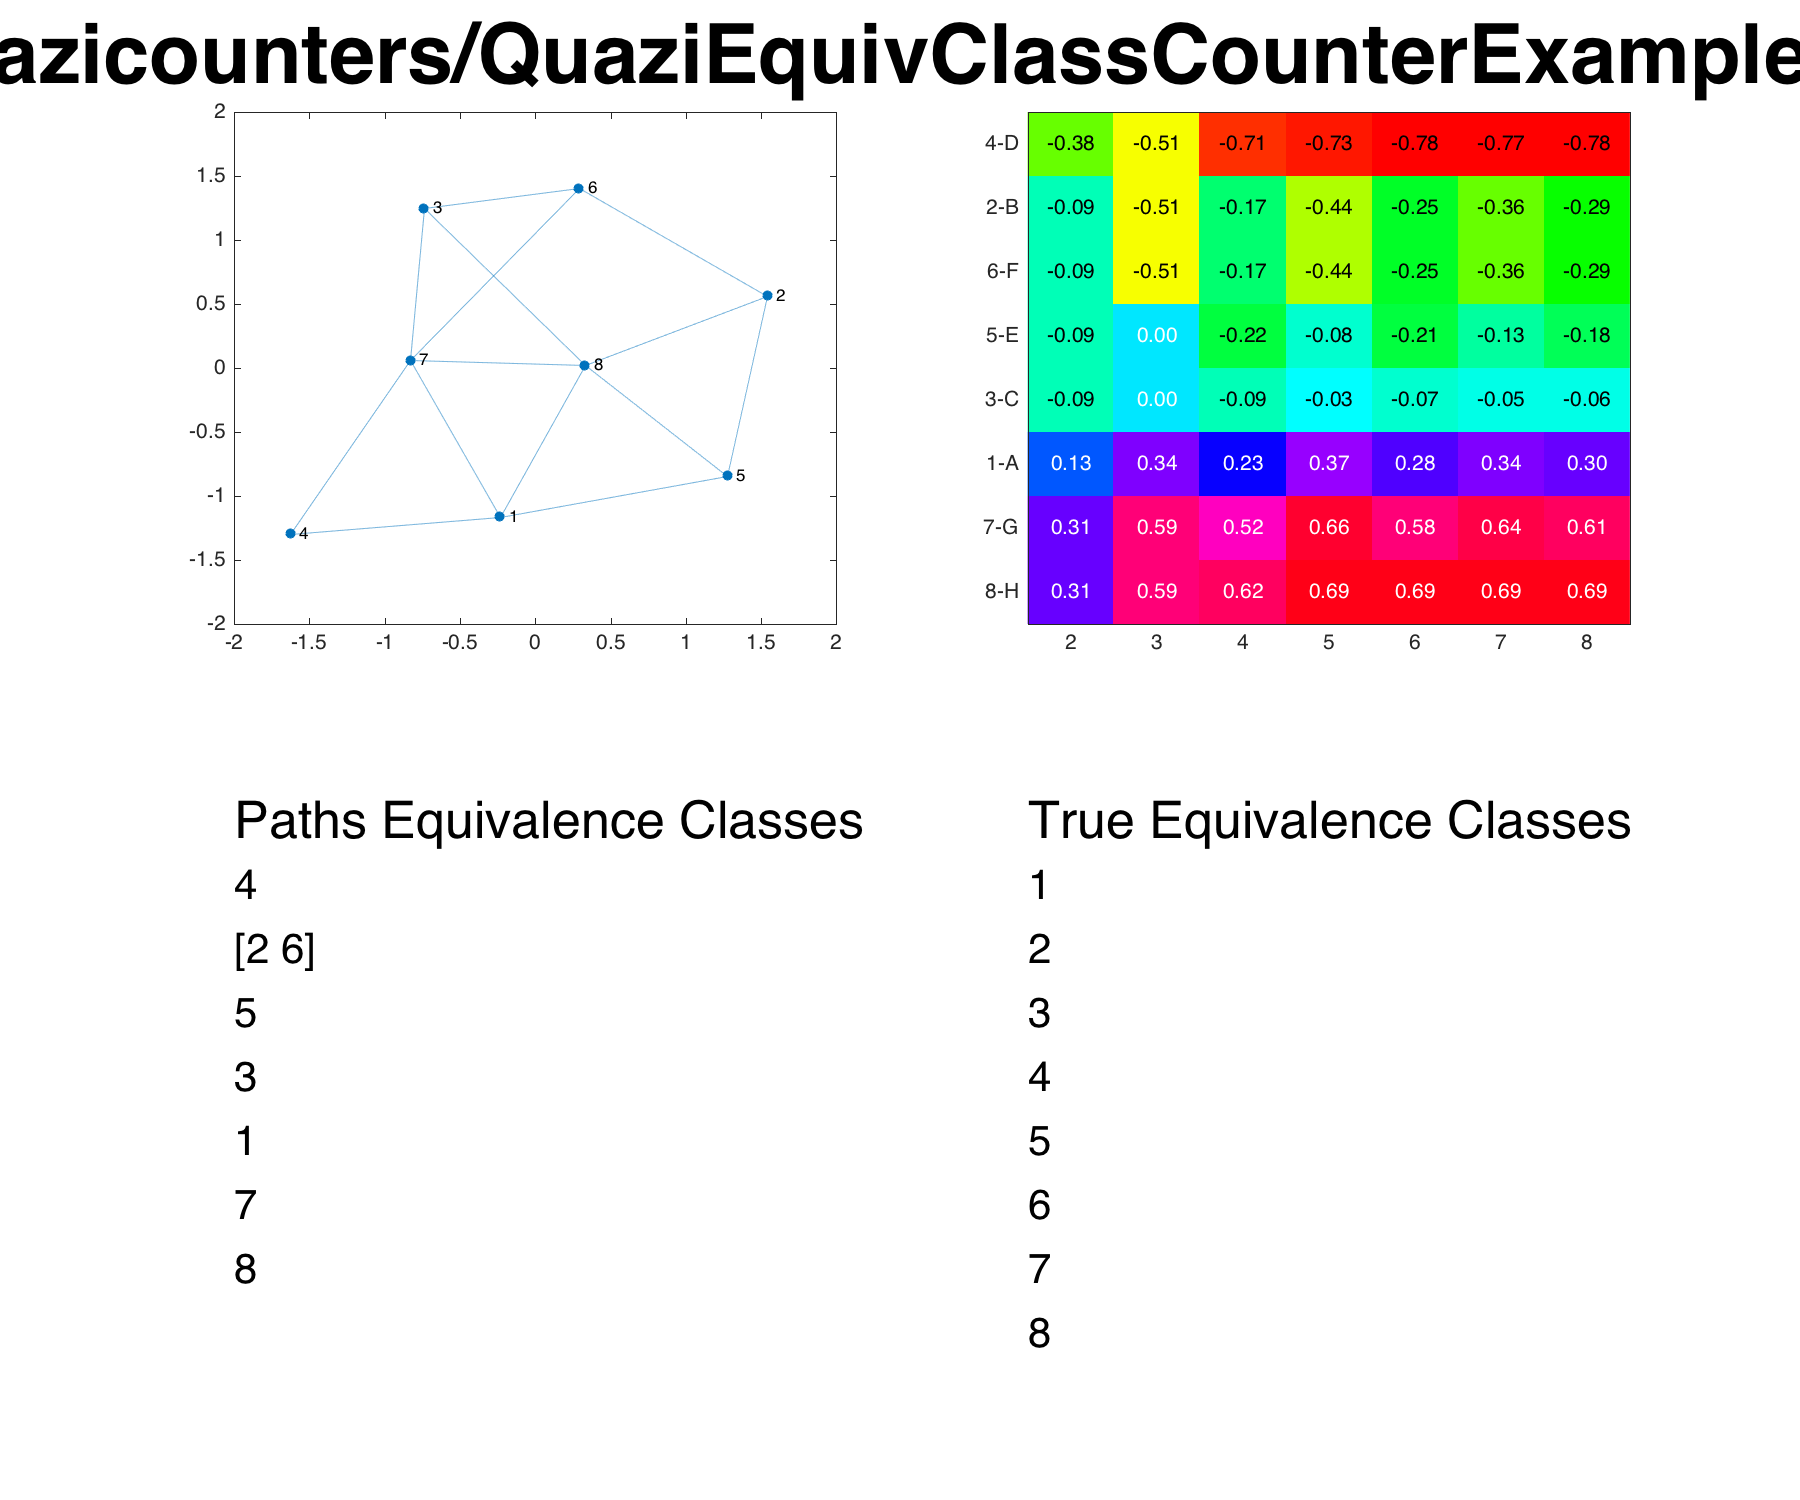 azicounters/QuaziEquivClassCounterExample
2
1.5
1
0.5
0
-0.5
-1
-1.5
-2
-2 -1.5 -1 -0.5 0 0.5 1 1.5 2
6
3
2
7
8
5
1
4
4-D -0.38 -0.51 -0.71 -0.73 -0.78 -0.77 -0.78
2-B -0.09 -0.51 -0.17 -0.44 -0.25 -0.36 -0.29
6-F -0.09 -0.51 -0.17 -0.44 -0.25 -0.36 -0.29
5-E -0.09 0.00 -0.22 -0.08 -0.21 -0.13 -0.18
3-C -0.09 0.00 -0.09 -0.03 -0.07 -0.05 -0.06
1-A 0.13 0.34 0.23 0.37 0.28 0.34 0.30
7-G 0.31 0.59 0.52 0.66 0.58 0.64 0.61
8-H 0.31 0.59 0.62 0.69 0.69 0.69 0.69
2 3 4 5 6 7 8
Paths Equivalence Classes
4
[2 6]
5
3
1
7
8
True Equivalence Classes
1
2
3
4
5
6
7
8